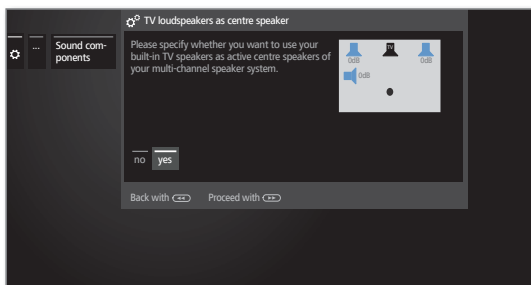 TV loudspeakers as centre speaker
...
Sound com-
ponents
Please specify whether you want to use your
built-in TV speakers as active centre speakers of
your multi-channel speaker system.
0dB
TV
0dB
0dB
no
yes
Back with
Proceed with